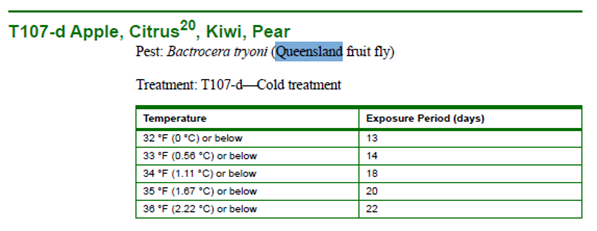 T107-d Apple, Citrus20, Kiwi, Pear
Pest: Bactrocera tryoni (Queensland fruit fly)
Treatment: T107-d—Cold treatment
Temperature Exposure Period (days)
32 °F (0 °C) or below 13
33 °F (0.56 °C) or below 14
34 °F (1.11 °C) or below 18
35 °F (1.67 °C) or below 20
36 °F (2.22 °C) or below 22